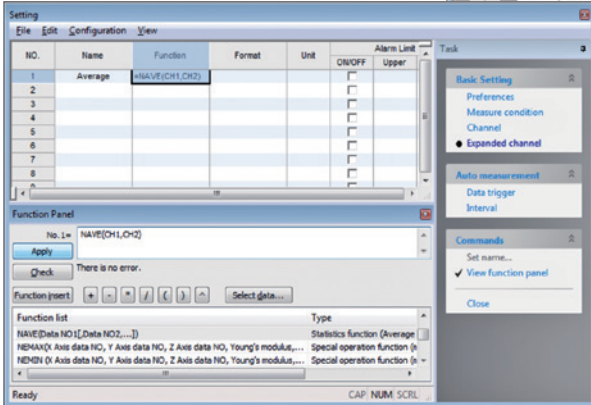 Setting
File Edit Configuration View
NO. Name Function Format Unit Alarm Limit
ON/OFF Upper
1 Average =NAVE(CH1,CH2)
2
3
4
5
6
7
8
Function Panel
No. 1= NAVE(CH1,CH2)
Apply
Check There is no error.
Function insert + - * / ( ) ^ Select data...
Function list Type
NAVE(Data NO1[,Data NO2,...]) Statistics function (Average
NEMAX(X Axis data NO, Y Axis data NO, Z Axis data NO, Young's modulus,... Special operation function (n
NEMIN (X Axis data NO, Y Axis data NO, Z Axis data NO, Young's modulus,... Special operation function (n
Ready CAP NUM SCRL
Task
Basic Setting
Preferences
Measure condition
Channel
Expanded channel
Auto measurement
Data trigger
Interval
Commands
Set name...
View function panel
Close